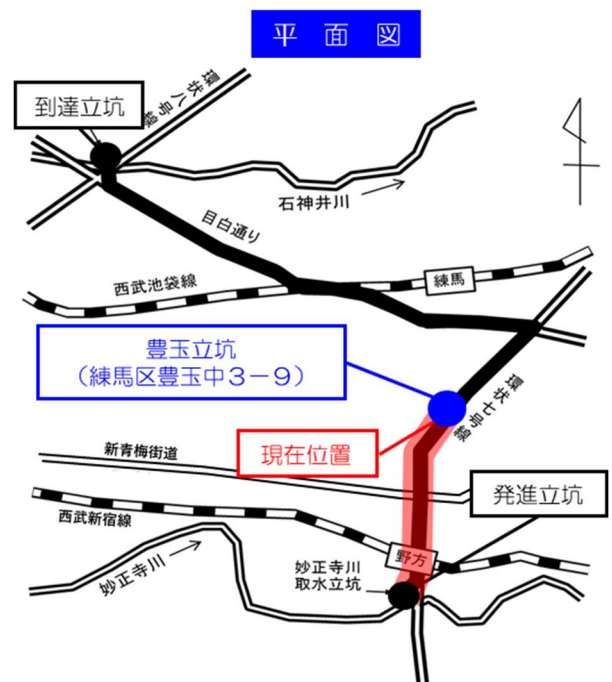 平面図
到達立坑
環状八号線
石神井川
目白通り
西武池袋線
練馬
豊玉立坑
（練馬区豊玉中３－９）
環状七号線
現在位置
新青梅街道
発進立坑
西武新宿線
野方
妙正寺川
妙正寺川
取水立坑